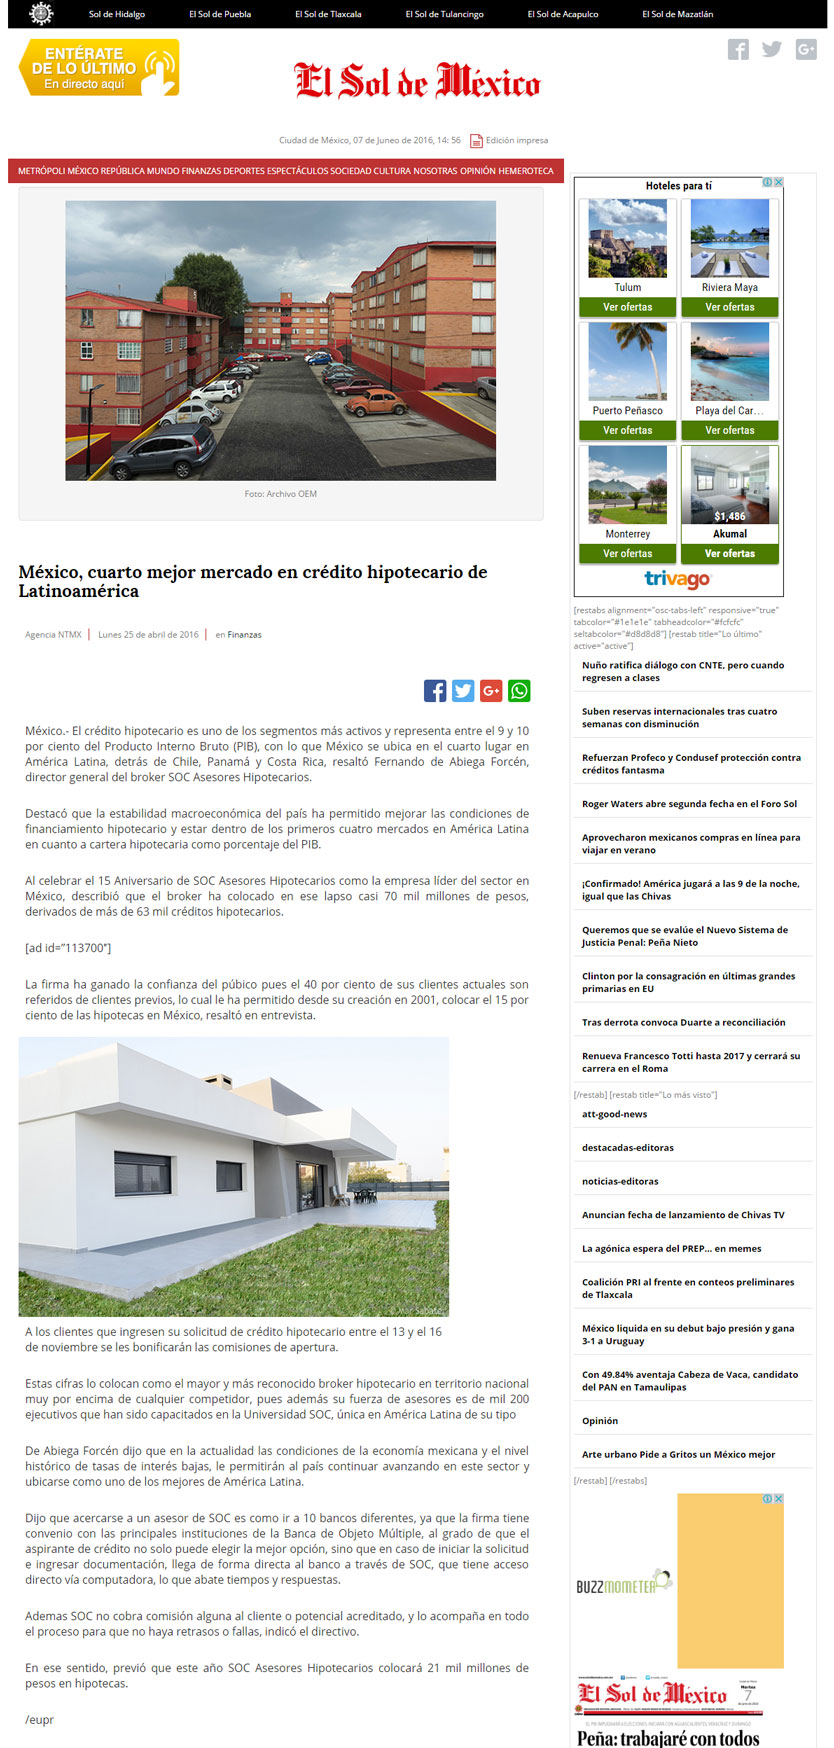 Sol de Hidalgo El Sol de Puebla El Sol de Tlaxcala El Sol de Tulancingo El Sol de Acapulco El Sol de Mazatlán
ENTÉRATE
DE LO ÚLTIMO
En directo aquí
El Sol de México
Ciudad de México, 07 de Juneo de 2016, 14: 56 Edición impresa
METRÓPOLI MÉXICO REPÚBLICA MUNDO FINANZAS DEPORTES ESPECTÁCULOS SOCIEDAD CULTURA NOSOTRAS OPINIÓN HEMEROTECA
Foto: Archivo OEM
México, cuarto mejor mercado en crédito hipotecario de
Latinoamérica
Agencia NTMX | Lunes 25 de abril de 2016 | en Finanzas
México.- El crédito hipotecario es uno de los segmentos más activos y representa entre el 9 y 10
por ciento del Producto Interno Bruto (PIB), con lo que México se ubica en el cuarto lugar en
América Latina, detrás de Chile, Panamá y Costa Rica, resaltó Fernando de Abiega Forcén,
director general del broker SOC Asesores Hipotecarios.
Destacó que la estabilidad macroeconómica del país ha permitido mejorar las condiciones de
financiamiento hipotecario y estar dentro de los primeros cuatro mercados en América Latina
en cuanto a cartera hipotecaria como porcentaje del PIB.
Al celebrar el 15 Aniversario de SOC Asesores Hipotecarios como la empresa líder del sector en
México, describió que el broker ha colocado en ese lapso casi 70 mil millones de pesos,
derivados de más de 63 mil créditos hipotecarios.
[ad id="113700"]
La firma ha ganado la confianza del púbico pues el 40 por ciento de sus clientes actuales son
referidos de clientes previos, lo cual le ha permitido desde su creación en 2001, colocar el 15 por
ciento de las hipotecas en México, resaltó en entrevista.
A los clientes que ingresen su solicitud de crédito hipotecario entre el 13 y el 16
de noviembre se les bonificarán las comisiones de apertura.
Estas cifras lo colocan como el mayor y más reconocido broker hipotecario en territorio nacional
muy por encima de cualquier competidor, pues además su fuerza de asesores es de mil 200
ejecutivos que han sido capacitados en la Universidad SOC, única en América Latina de su tipo
De Abiega Forcén dijo que en la actualidad las condiciones de la economía mexicana y el nivel
histórico de tasas de interés bajas, le permitirán al país continuar avanzando en este sector y
ubicarse como uno de los mejores de América Latina.
Dijo que acercarse a un asesor de SOC es como ir a 10 bancos diferentes, ya que la firma tiene
convenio con las principales instituciones de la Banca de Objeto Múltiple, al grado de que el
aspirante de crédito no solo puede elegir la mejor opción, sino que en caso de iniciar la solicitud
e ingresar documentación, llega de forma directa al banco a través de SOC, que tiene acceso
directo vía computadora, lo que abate tiempos y respuestas.
Ademas SOC no cobra comisión alguna al cliente o potencial acreditado, y lo acompaña en todo
el proceso para que no haya retrasos o fallas, indicó el directivo.
En ese sentido, previó que este año SOC Asesores Hipotecarios colocará 21 mil millones de
pesos en hipotecas.
/eupr
Hoteles para tí
Tulum Riviera Maya
Ver ofertas Ver ofertas
Puerto Peñasco Playa del Car...
Ver ofertas Ver ofertas
$1,486
Monterrey Akumal
Ver ofertas Ver ofertas
trivago
[restabs alignment="osc-tabs-left" responsive="true"
tabcolor="#1e1e1e" tabheadcolor="#fcfcfc"
seltabcolor="#d8d8d8"] [restab title="Lo último"
active="active"]
Nuño ratifica diálogo con CNTE, pero cuando
regresen a clases
Suben reservas internacionales tras cuatro
semanas con disminución
Refuerzan Profeco y Condusef protección contra
créditos fantasma
Roger Waters abre segunda fecha en el Foro Sol
Aprovecharon mexicanos compras en línea para
viajar en verano
¡Confirmado! América jugará a las 9 de la noche,
igual que las Chivas
Queremos que se evalúe el Nuevo Sistema de
Justicia Penal: Peña Nieto
Clinton por la consagración en últimas grandes
primarias en EU
Tras derrota convoca Duarte a reconciliación
Renueva Francesco Totti hasta 2017 y cerrará su
carrera en el Roma
[/restab] [restab title="Lo más visto"]
att-good-news
destacadas-editoras
noticias-editoras
Anuncian fecha de lanzamiento de Chivas TV
La agónica espera del PREP... en memes
Coalición PRI al frente en conteos preliminares
de Tlaxcala
México liquida en su debut bajo presión y gana
3-1 a Uruguay
Con 49.84% aventaja Cabeza de Vaca, candidato
del PAN en Tamaulipas
Opinión
Arte urbano Pide a Gritos un México mejor
[/restab] [/restabs]
BUZZMOMETER
El Sol de México
Martes
7
Peña: trabajaré con todos